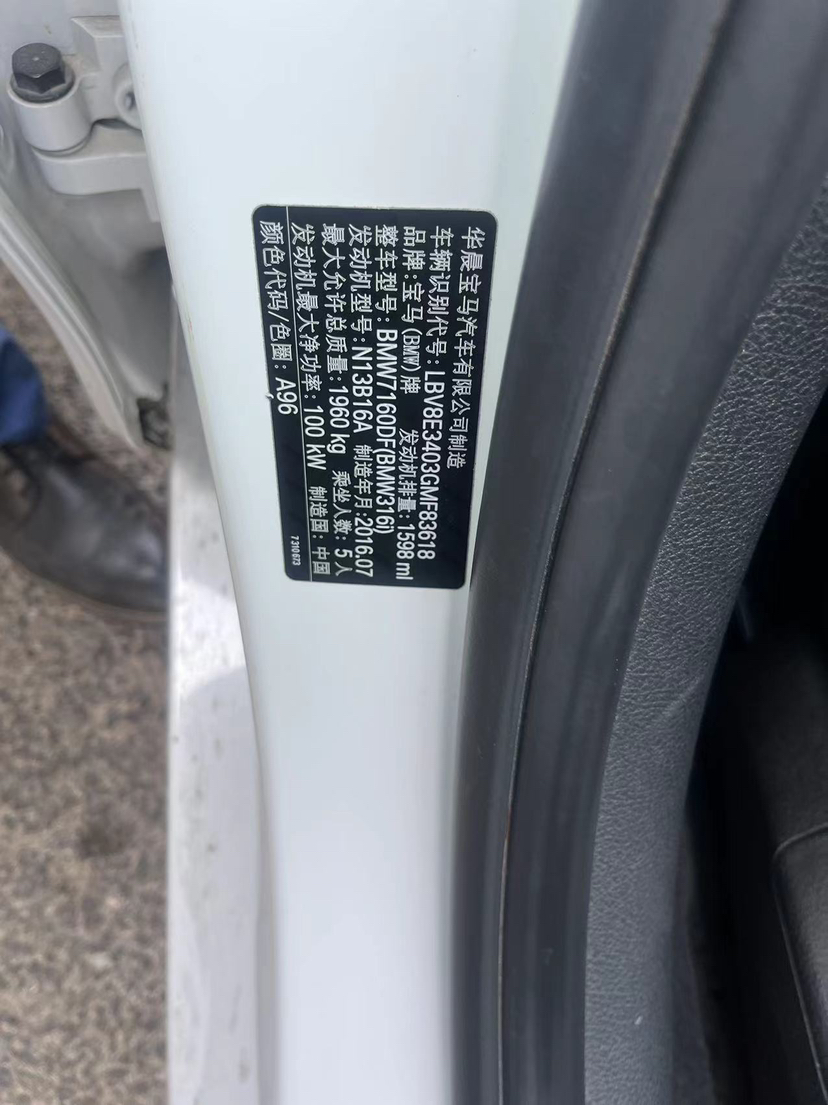 华晨宝马汽车有限公司制造
车辆识别代号: LBV8E3403GMF83618
品牌: 宝马(BMW)牌 发动机排量: 1598 ml
整车型号: BMW7160DF(BMW316i)
发动机型号: N13B16A 制造年月:2016.07
最大允许总质量: 1960 kg 乘坐人数: 5 人
发动机最大净功率: 100 kW 制造国: 中国
颜色代码/色圈: A96
7 310 673